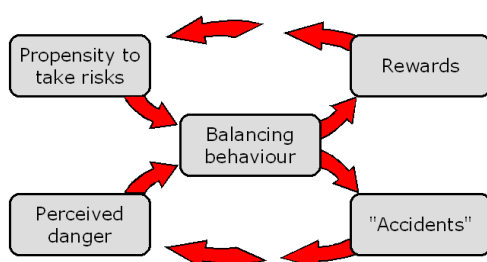 Propensity to
take risks
Rewards
Balancing
behaviour
Perceived
danger
"Accidents"